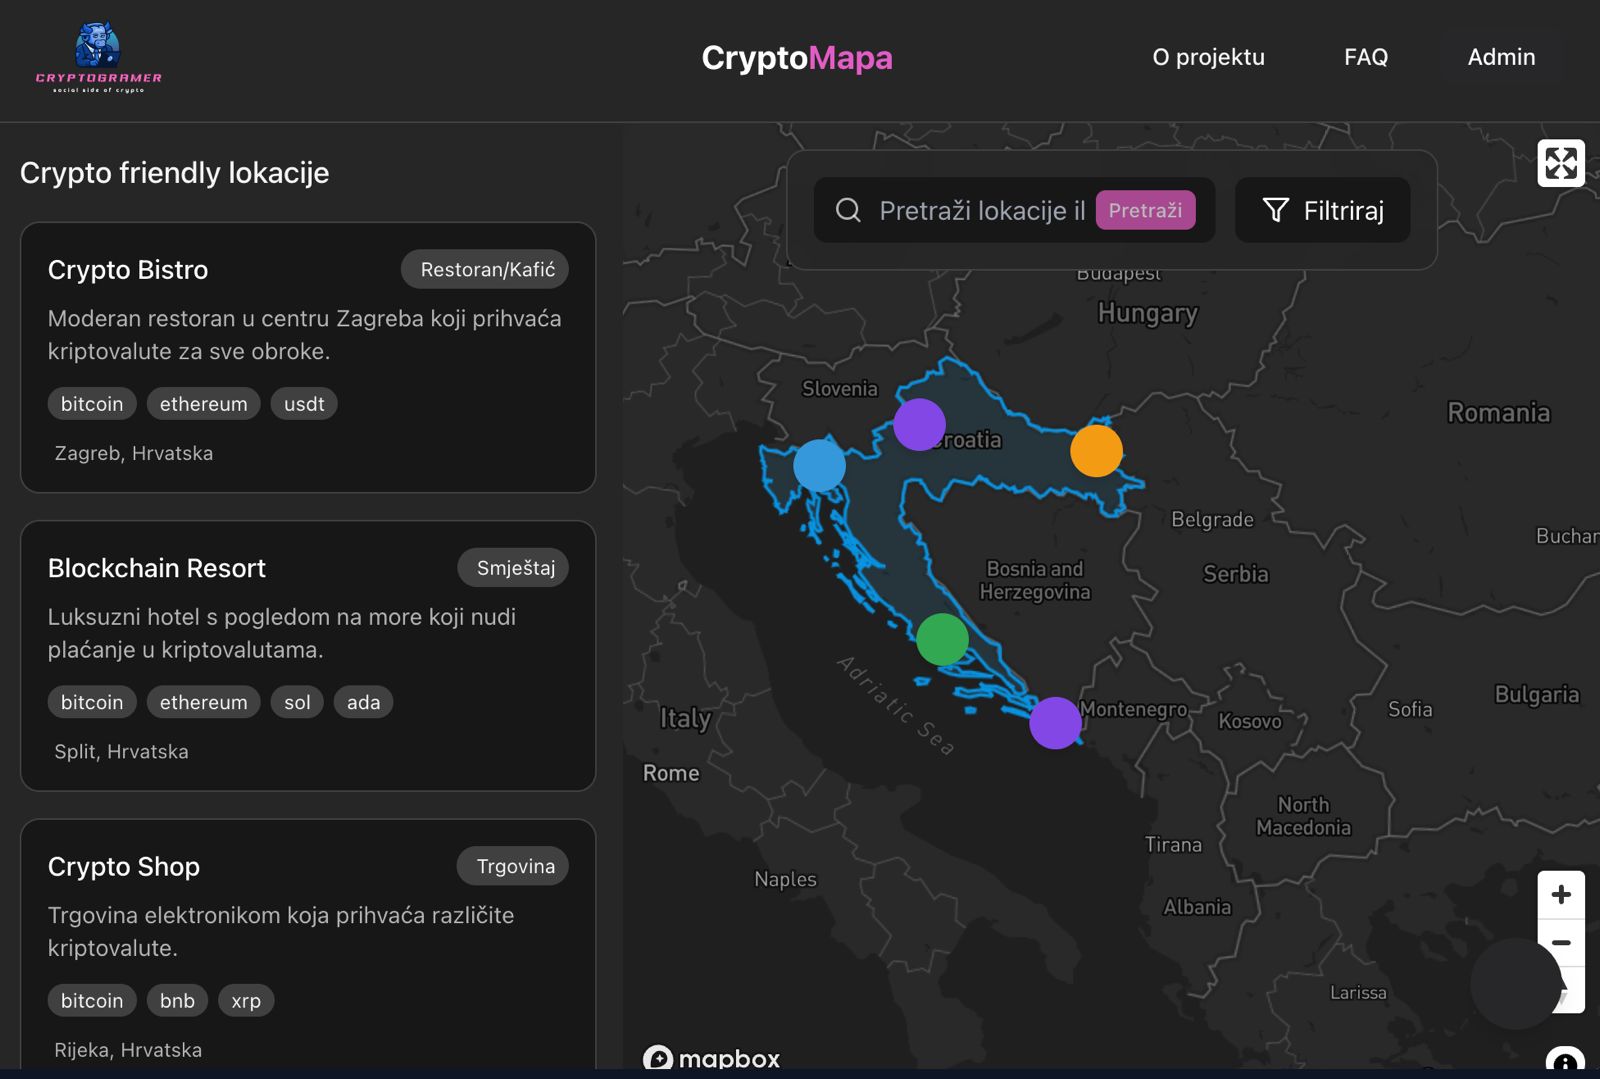 CRYPTOGRAMER
social side of crypto
CryptoMapa
O projektu
FAQ
Admin
Crypto friendly lokacije
Crypto Bistro
Restoran/Kafić
Moderan restoran u centru Zagreba koji prihvaća
kriptovalute za sve obroke.
bitcoin
ethereum
usdt
Zagreb, Hrvatska
Blockchain Resort
Smještaj
Luksuzni hotel s pogledom na more koji nudi
plaćanje u kriptovalutama.
bitcoin
ethereum
sol
ada
Split, Hrvatska
Crypto Shop
Trgovina
Trgovina elektronikom koja prihvaća različite
kriptovalute.
bitcoin
bnb
xrp
Rijeka, Hrvatska
Pretraži lokacije il
Pretraži
Filtriraj
Budapest
Hungary
Slovenia
Romania
roatia
Belgrade
Buchar
Bosnia and
Herzegovina
Serbia
Adriatic Sea
Italy
Montenegro
Kosovo
Sofia
Bulgaria
Rome
North
Macedonia
Tirana
Naples
Albania
Larissa
mapbox